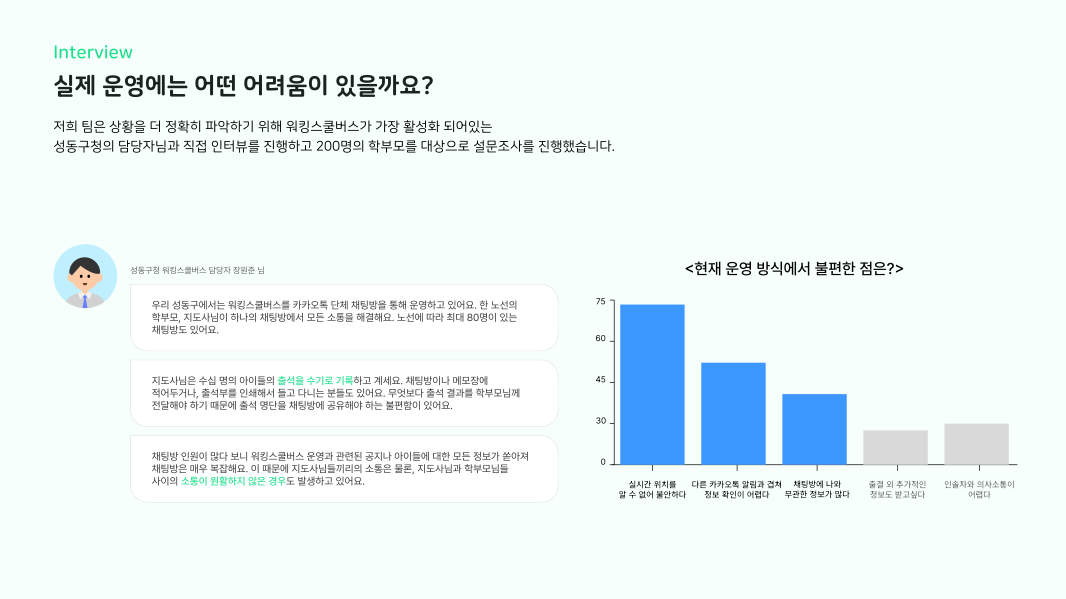 Interview
실제 운영에는 어떤 어려움이 있을까요?
저희 팀은 상황을 더 정확히 파악하기 위해 워킹스쿨버스가 가장 활성화 되어있는
성동구청의 담당자님과 직접 인터뷰를 진행하고 200명의 학부모를 대상으로 설문조사를 진행했습니다.
성동구청 워킹스쿨버스 담당자 장원준 님
우리 성동구에서는 워킹스쿨버스를 카카오톡 단체 채팅방을 통해 운영하고 있어요. 한 노선의
학부모, 지도사님이 하나의 채팅방에서 모든 소통을 해결해요. 노선에 따라 최대 80명이 있는
채팅방도 있어요.
지도사님은 수십 명의 아이들의 출석을 수기로 기록하고 계세요. 채팅방이나 메모장에
적어두거나, 출석부를 인쇄해서 들고 다니는 분들도 있어요. 무엇보다 출석 결과를 학부모님께
전달해야 하기 때문에 출석 명단을 채팅방에 공유해야 하는 불편함이 있어요.
채팅방 인원이 많다 보니 워킹스쿨버스 운영과 관련된 공지나 아이들에 대한 모든 정보가 쏟아져
채팅방은 매우 복잡해요. 이 때문에 지도사님들끼리의 소통은 물론, 지도사님과 학부모님들
사이의 소통이 원활하지 않은 경우도 발생하고 있어요.
<현재 운영 방식에서 불편한 점은?>
75
60
45
30
0
실시간 위치를
알 수 없어 불안하다
다른 카카오톡 알림과 겹쳐
정보 확인이 어렵다
채팅방에 나와
무관한 정보가 많다
출결 외 추가적인
정보도 받고싶다
인솔자와 의사소통이
어렵다